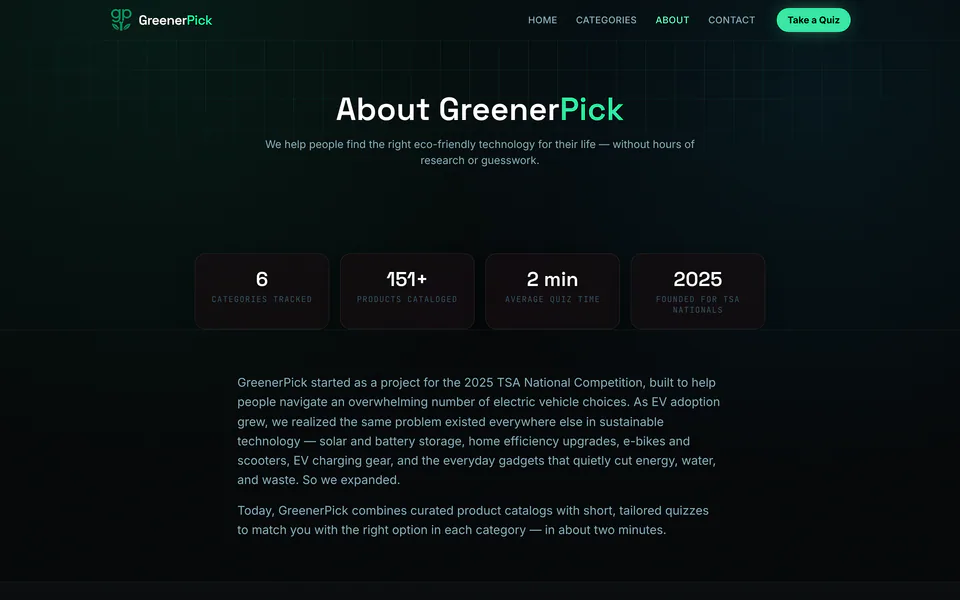 gp GreenerPick
HOME CATEGORIES ABOUT CONTACT Take a Quiz
About GreenerPick
We help people find the right eco-friendly technology for their life — without hours of
research or guesswork.
6
CATEGORIES TRACKED
151+
PRODUCTS CATALOGED
2 min
AVERAGE QUIZ TIME
2025
FOUNDED FOR TSA
NATIONALS
GreenerPick started as a project for the 2025 TSA National Competition, built to help
people navigate an overwhelming number of electric vehicle choices. As EV adoption
grew, we realized the same problem existed everywhere else in sustainable
technology — solar and battery storage, home efficiency upgrades, e-bikes and
scooters, EV charging gear, and the everyday gadgets that quietly cut energy, water,
and waste. So we expanded.
Today, GreenerPick combines curated product catalogs with short, tailored quizzes
to match you with the right option in each category — in about two minutes.